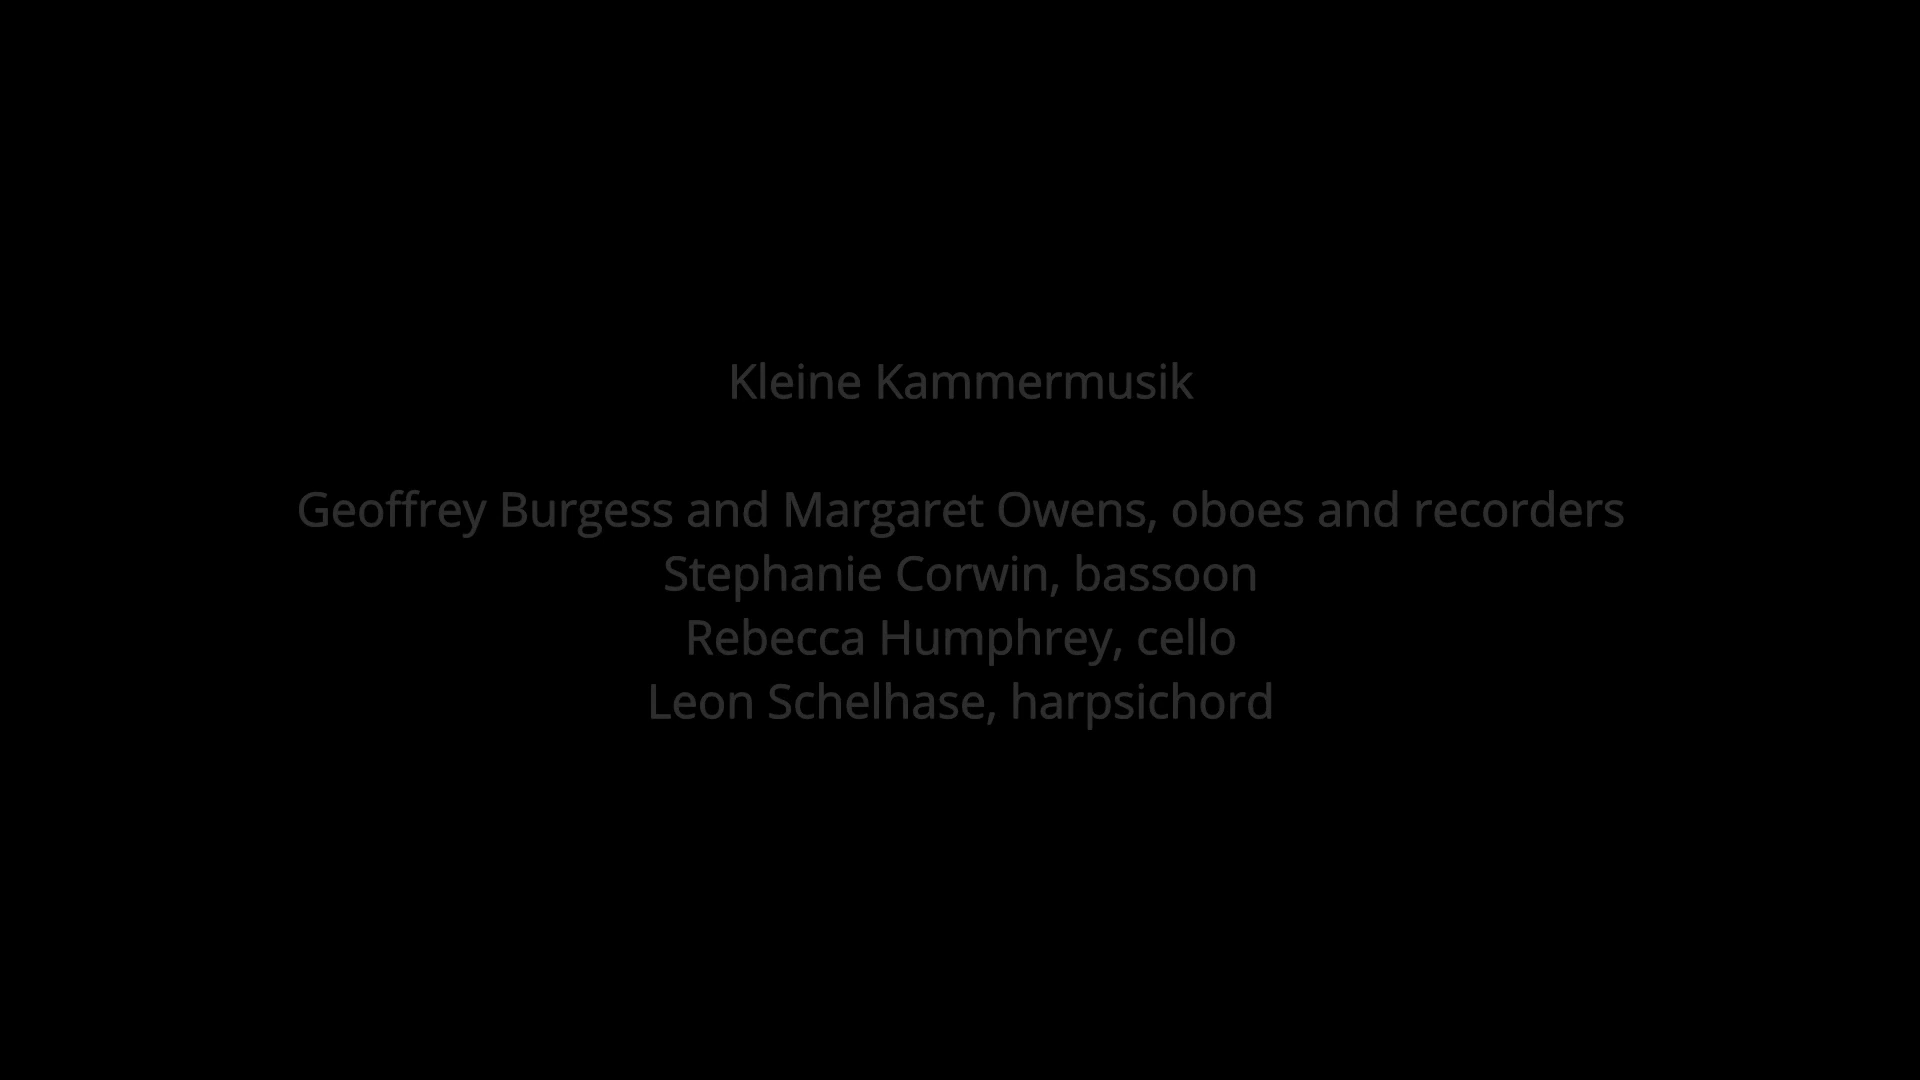 Kleine Kammermusik
Geoffrey Burgess and Margaret Owens, oboes and recorders
Stephanie Corwin, bassoon
Rebecca Humphrey, cello
Leon Schelhase, harpsichord